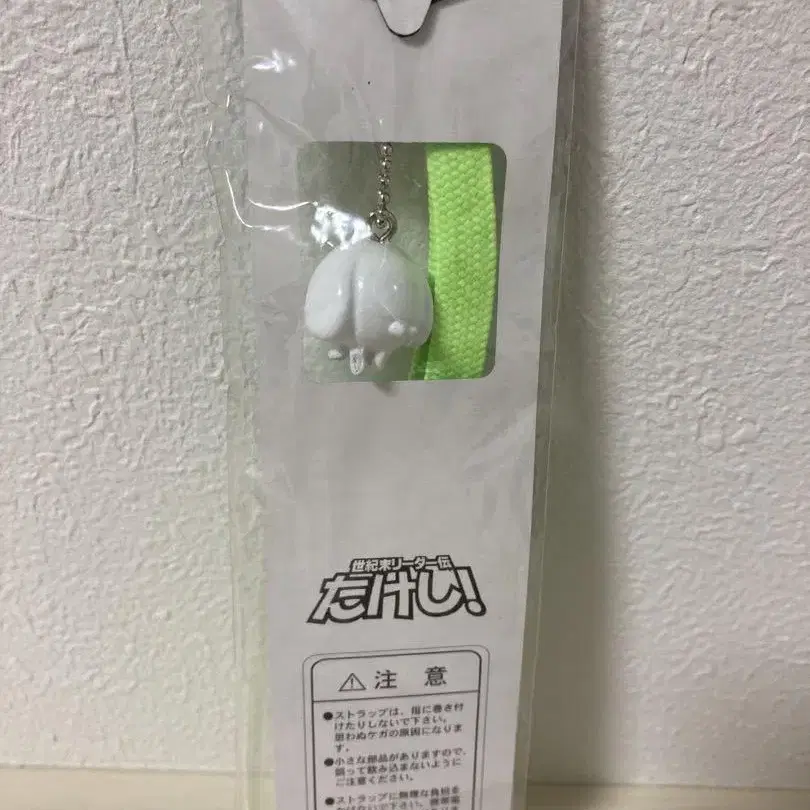 世紀末リーダー伝
たけし!
注 意
●ストラップは、指に巻き付
けたりしないで下さい。
思わぬケガの原因になりま
す。
●小さな部品がありますので、
誤って飲み込まないように
ご注意ください。
●ストラップに無理な負担を